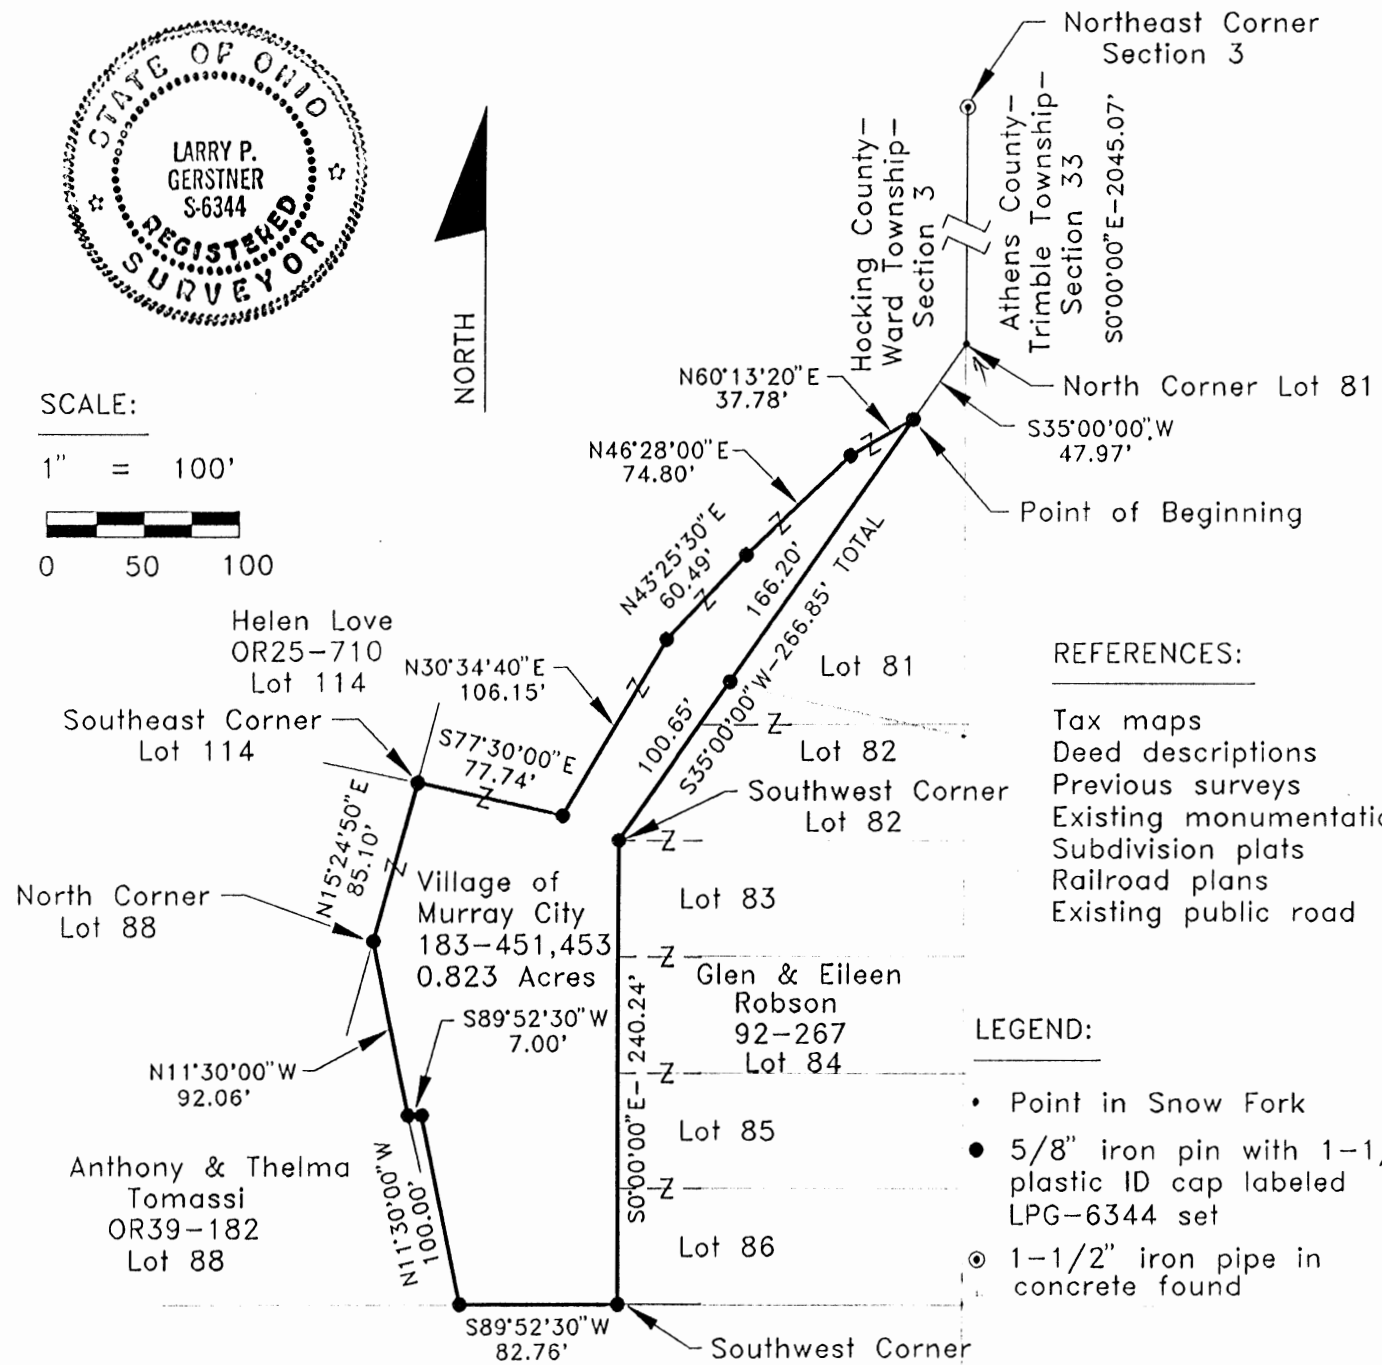 STATE OF OHIO
LARRY P.
GERSTNER
S-6344
REGISTERED
SURVEYOR
NORTH
SCALE:
1" = 100'
0 50 100
Northeast Corner
Section 3
Hocking County-
Ward Township-
Section 3
Athens County-
Trimble Township-
Section 33
S0°00'00"E-2045.07'
North Corner Lot 81
S35°00'00".W
47.97'
Point of Beginning
N60°13'20"E
37.78'
N46°28'00"E
74.80'
N43°25'30"E
60.49'
N30°34'40"E
106.15'
166.20'
S35°00'00"W-266.85' TOTAL
100.65'
Helen Love
OR25-710
Lot 114
Southeast Corner
Lot 114
S77°30'00"E
77.74'
Lot 81
Z
Z
Z
Z
Z
Z
Z
Z
Z
Z
Z
Lot 82
Southwest Corner
Lot 82
REFERENCES:
Tax maps
Deed descriptions
Previous surveys
Existing monumentatio
Subdivision plats
Railroad plans
Existing public road
N15°24'50"E
85.10'
North Corner
Lot 88
Village of
Murray City
183-451,453
0.823 Acres
Lot 83
Glen & Eileen
Robson
92-267
Lot 84
S0°00'00"E- 240.24'
S89°52'30"W
7.00'
N11°30'00"W
92.06'
Anthony & Thelma
Tomassi
OR39-182
Lot 88
N11°30'00"W
100.00'
Lot 85
Lot 86
LEGEND:
Point in Snow Fork
5/8" iron pin with 1-1/
plastic ID cap labeled
LPG-6344 set
1-1/2" iron pipe in
concrete found
S89°52'30"W
82.76'
Southwest Corner